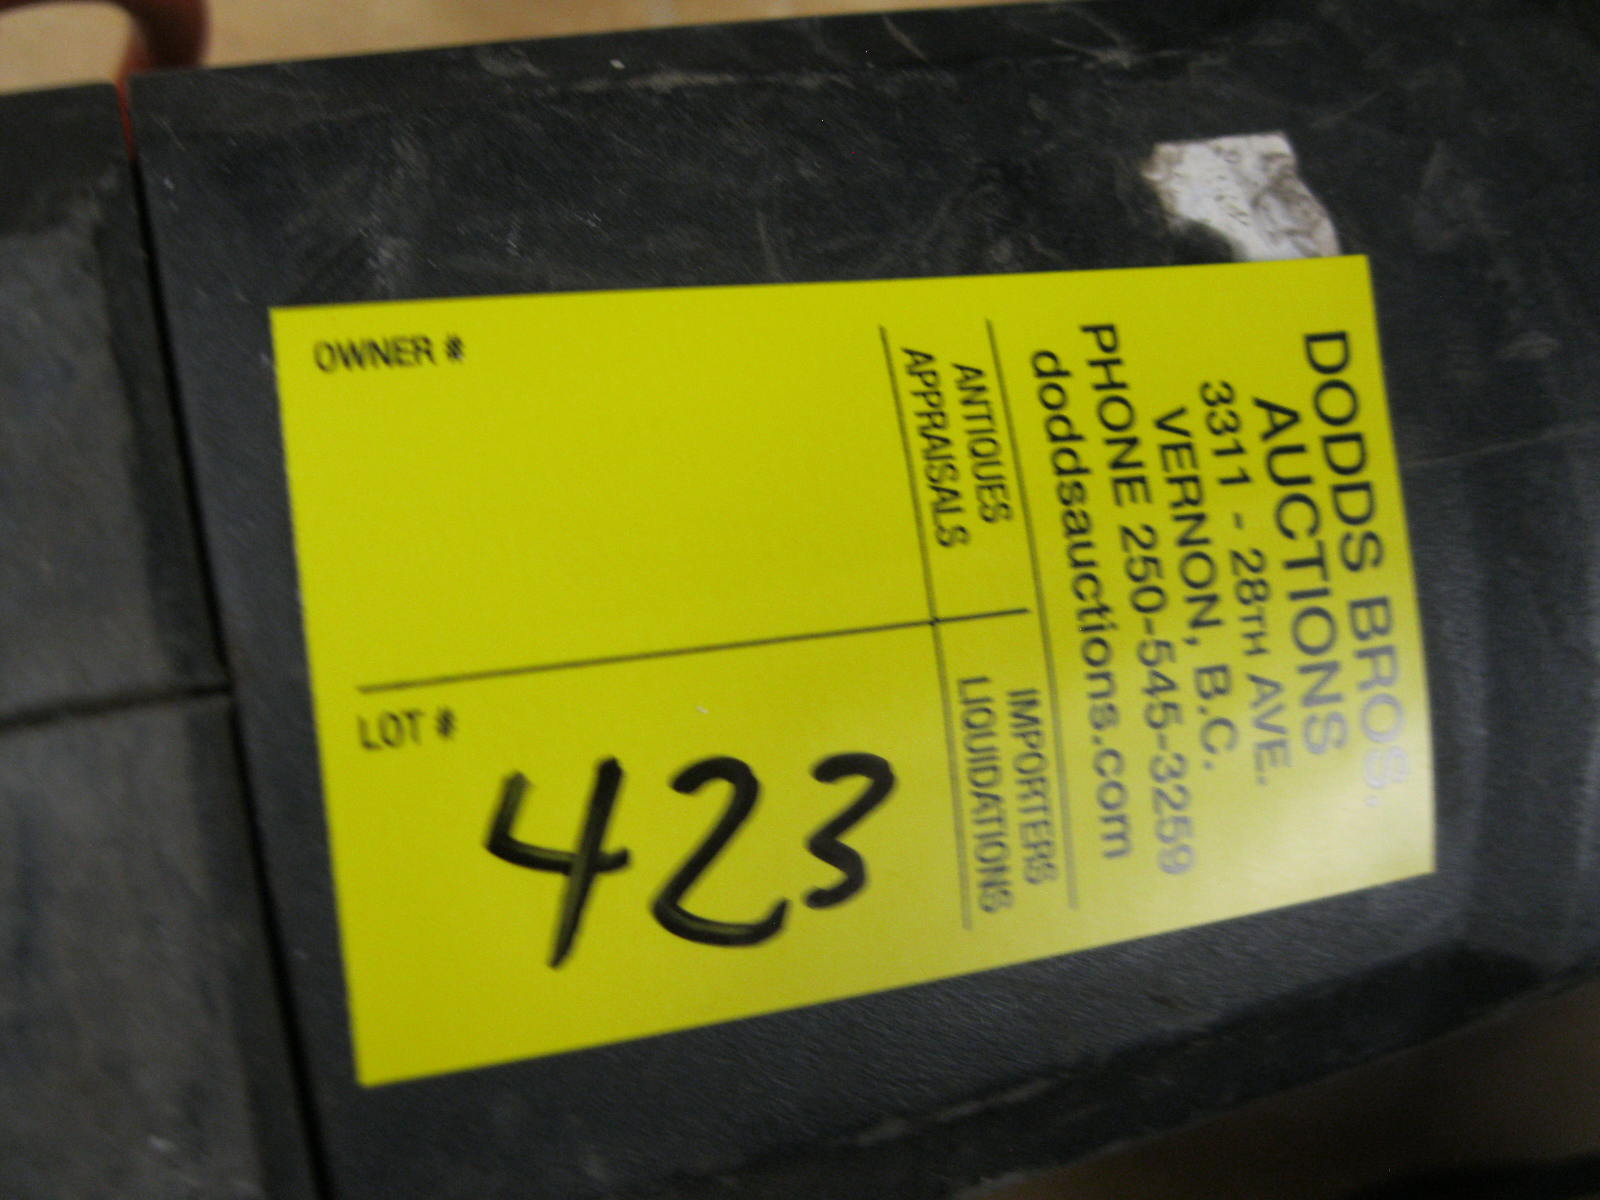 DODDS BROS.
AUCTIONS
3311 - 28TH AVE.
VERNON, B.C.
PHONE 250-545-3259
doddsauctions.com
ANTIQUES
APPRAISALS
IMPORTERS
LIQUIDATIONS
OWNER #
LOT #
423